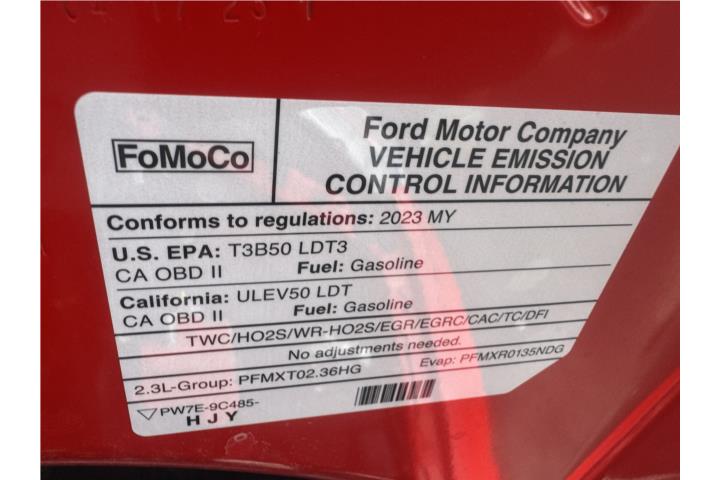 FoMoCo
Ford Motor Company
VEHICLE EMISSION
CONTROL INFORMATION
Conforms to regulations: 2023 MY
U.S. EPA: T3B50 LDT3
CA OBD II Fuel: Gasoline
California: ULEV50 LDT
CA OBD II Fuel: Gasoline
TWC/HO2S/WR-HO2S/EGR/EGRC/CAC/TC/DFI
No adjustments needed.
2.3L-Group: PFMXT02.36HG Evap: PFMXR0135NDG
PW7E-9C485-
H J Y